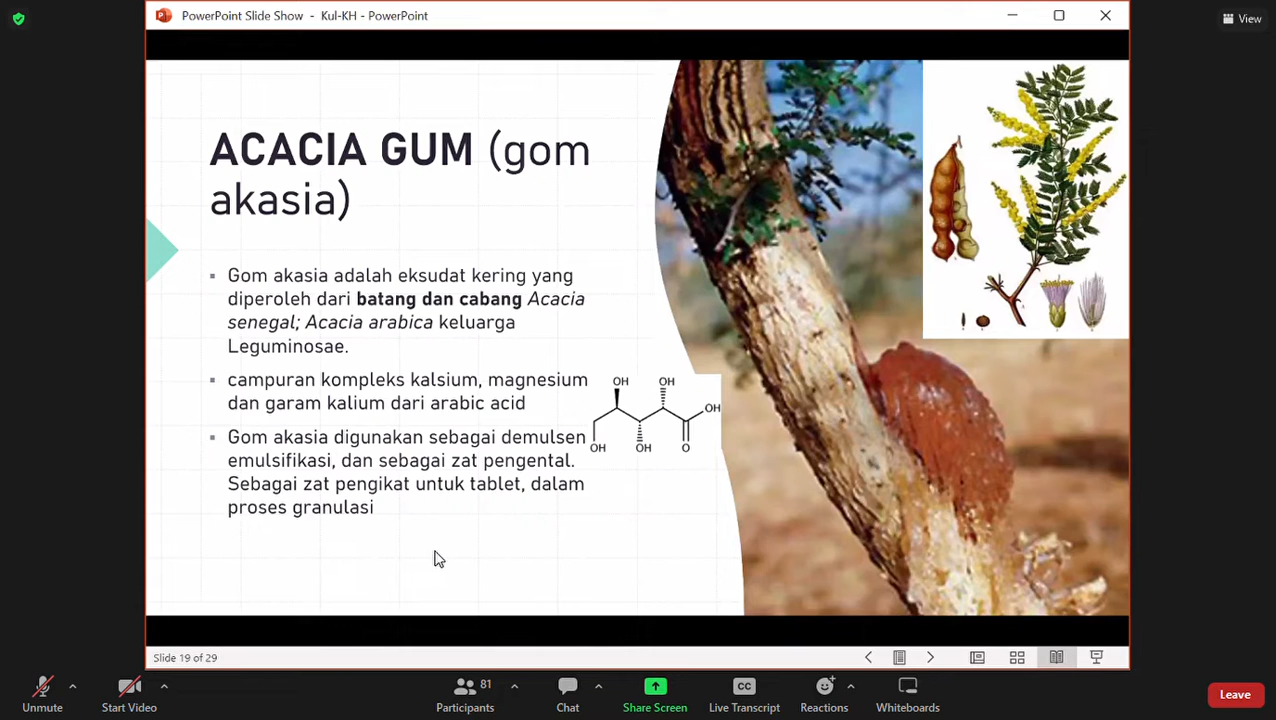 PowerPoint Slide Show - Kul-KH - PowerPoint
View
ACACIA GUM (gom
akasia)
Gom akasia adalah eksudat kering yang
diperoleh dari batang dan cabang Acacia
senegal; Acacia arabica keluarga
Leguminosae.
campuran kompleks kalsium, magnesium
dan garam kalium dari arabic acid
Gom akasia digunakan sebagai demulsen
emulsifikasi, dan sebagai zat pengental.
Sebagai zat pengikat untuk tablet, dalam
proses granulasi
OH OH
OH
OH OH O
Slide 19 of 29
Unmute
Start Video
81
Participants
Chat
Share Screen
CC
Live Transcript
Reactions
Whiteboards
Leave